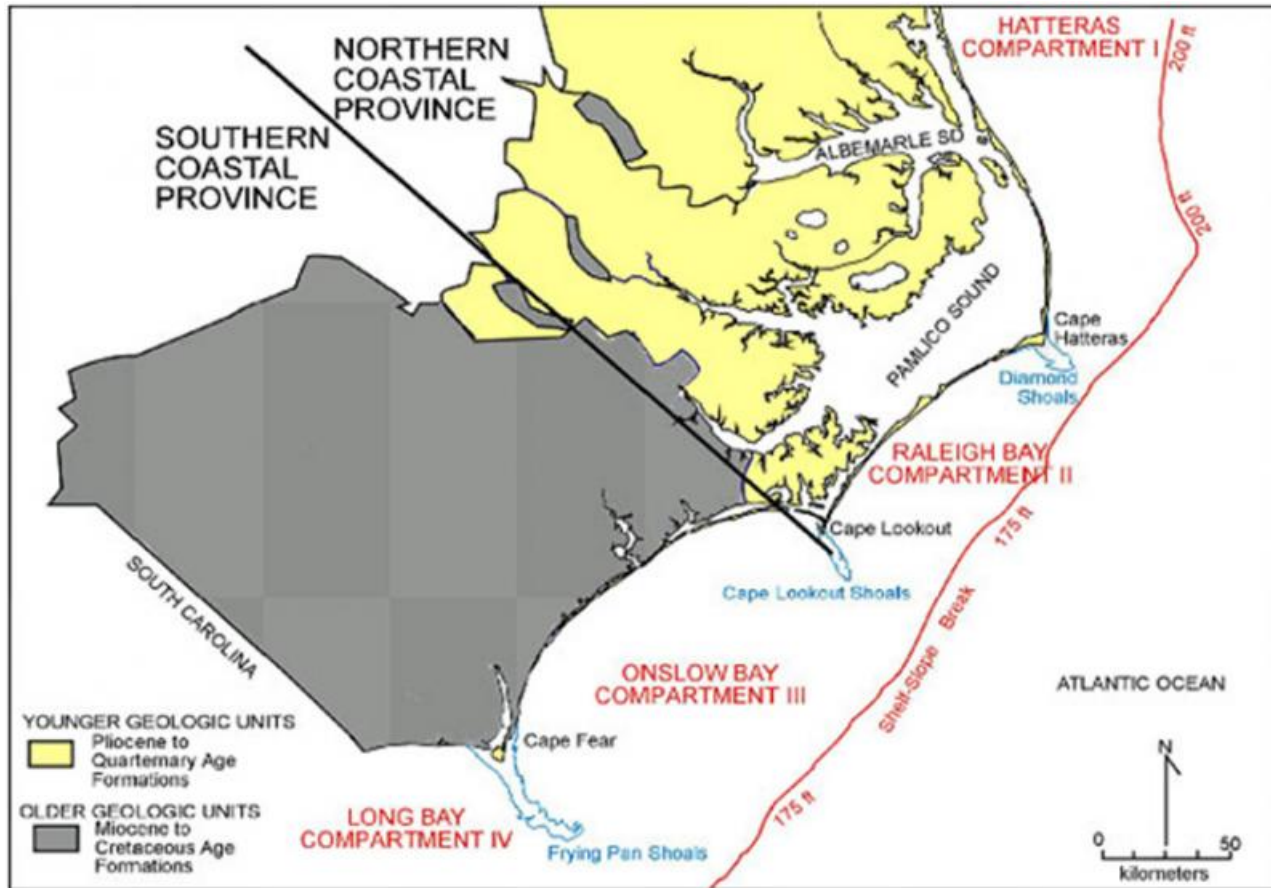 HATTERAS
COMPARTMENT I
200 ft
NORTHERN
COASTAL
PROVINCE
SOUTHERN
COASTAL
PROVINCE
ALBEMARLE SD
200 ft
PAMLICO SOUND
Cape
Hatteras
Diamond
Shoals
RALEIGH BAY
COMPARTMENT II
175 ft
Cape Lookout
Cape Lookout Shoals
SOUTH CAROLINA
Shelf-Slope Break
ONSLOW BAY
COMPARTMENT III
ATLANTIC OCEAN
YOUNGER GEOLOGIC UNITS
Pliocene to
Quarternary Age
Formations
Cape Fear
N
OLDER GEOLOGIC UNITS
Miocene to
Cretaceous Age
Formations
LONG BAY
COMPARTMENT IV
Frying Pan Shoals
175 ft
0 50
kilometers